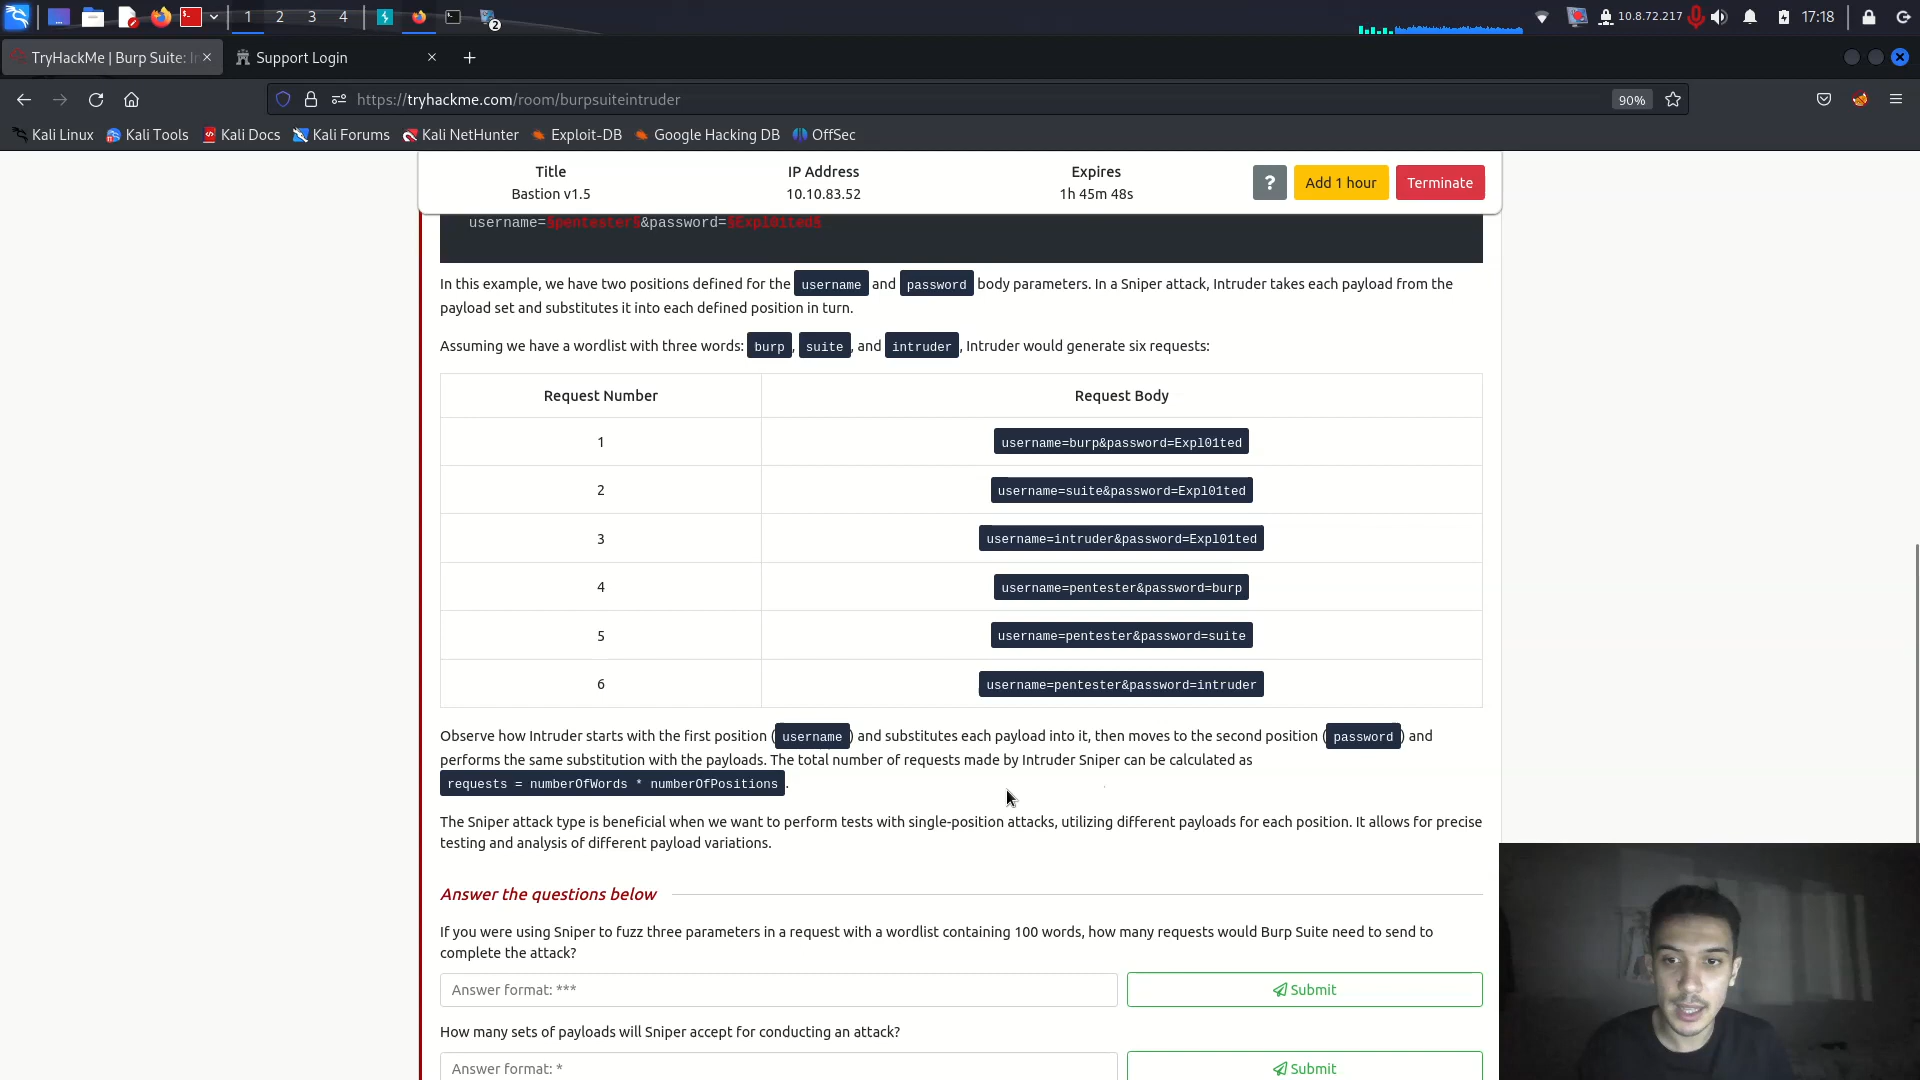 1 2 3 4
2
10.8.72.217
17:18
TryHackMe | Burp Suite: I
Support Login
https://tryhackme.com/room/burpsuiteintruder
90%
Kali Linux Kali Tools Kali Docs Kali Forums Kali NetHunter Exploit-DB Google Hacking DB OffSec
Title IP Address Expires
Bastion v1.5 10.10.83.52 1h 45m 48s
? Add 1 hour Terminate
username=§pentester§&password=§Expl01ted§
In this example, we have two positions defined for the username and password body parameters. In a Sniper attack, Intruder takes each payload from the
payload set and substitutes it into each defined position in turn.
Assuming we have a wordlist with three words: burp, suite, and intruder, Intruder would generate six requests:
Request Number Request Body
1 username=burp&password=Expl01ted
2 username=suite&password=Expl01ted
3 username=intruder&password=Expl01ted
4 username=pentester&password=burp
5 username=pentester&password=suite
6 username=pentester&password=intruder
Observe how Intruder starts with the first position (username) and substitutes each payload into it, then moves to the second position (password) and
performs the same substitution with the payloads. The total number of requests made by Intruder Sniper can be calculated as
requests = numberOfWords * numberOfPositions.
The Sniper attack type is beneficial when we want to perform tests with single-position attacks, utilizing different payloads for each position. It allows for precise
testing and analysis of different payload variations.
Answer the questions below
If you were using Sniper to fuzz three parameters in a request with a wordlist containing 100 words, how many requests would Burp Suite need to send to
complete the attack?
Answer format: ***
Submit
How many sets of payloads will Sniper accept for conducting an attack?
Answer format: *
Submit